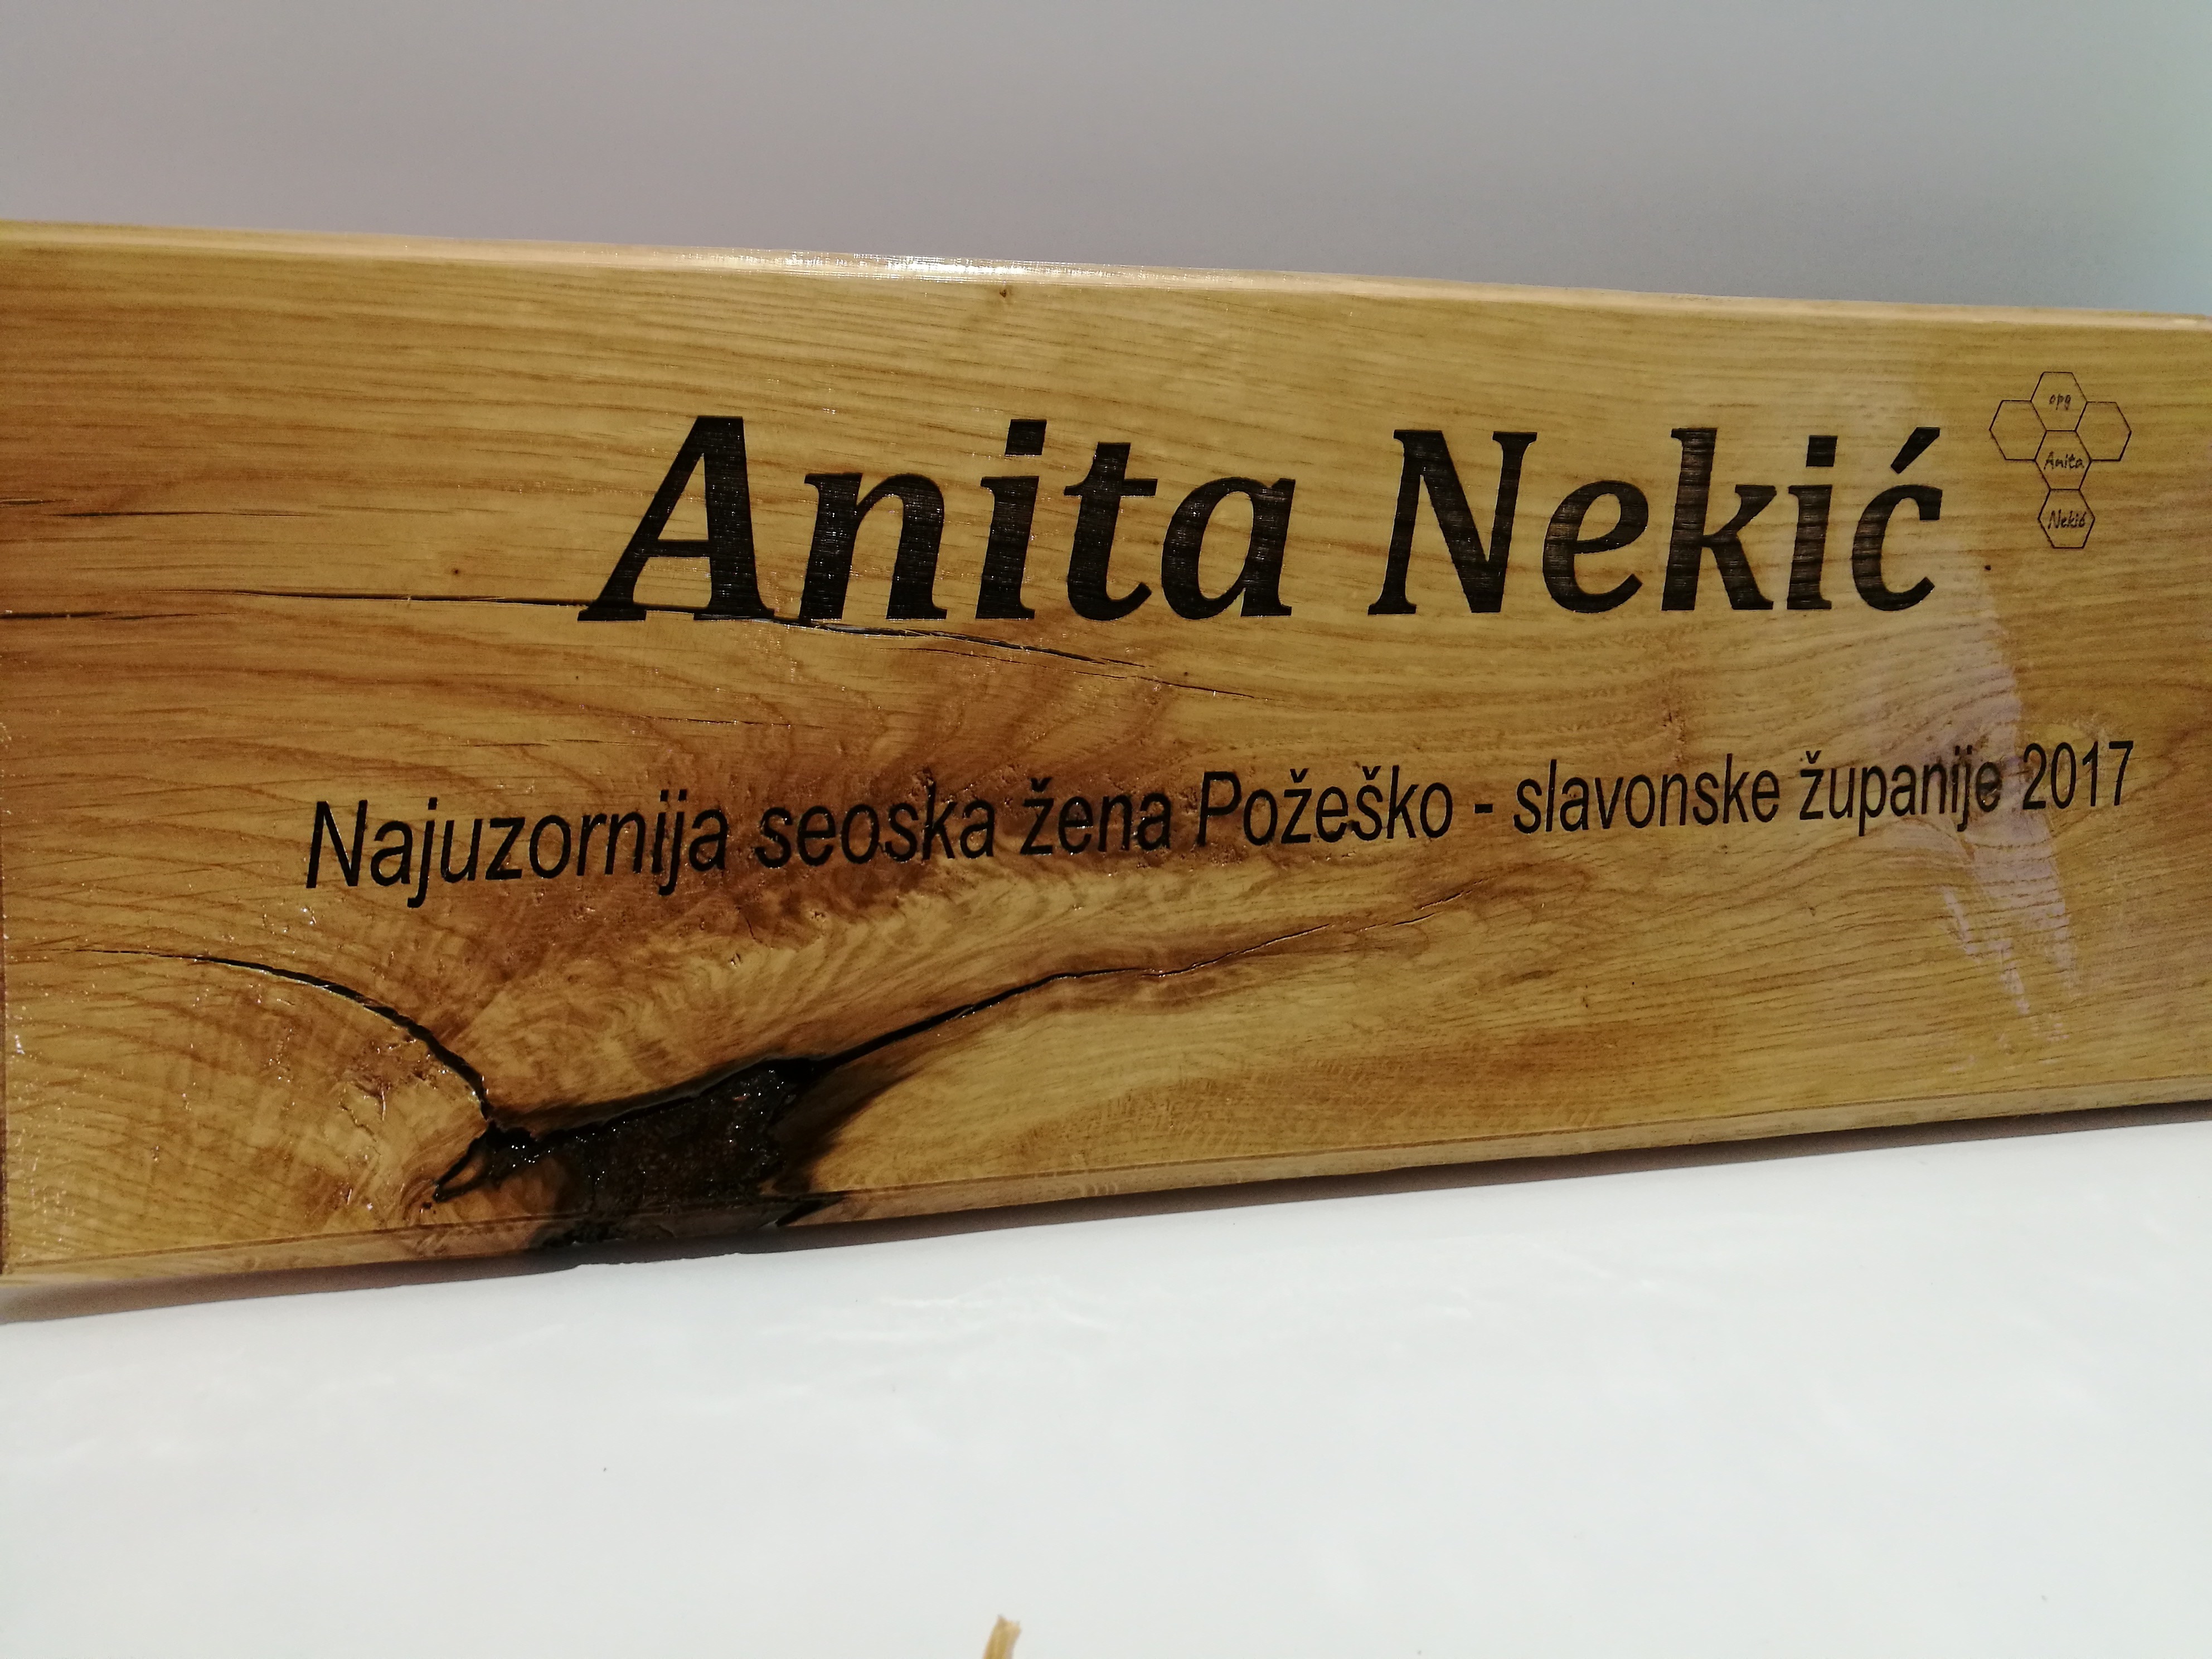 Anita Nekić
opg
Anita
Nekić
Najuzornija seoska žena Požeško - slavonske županije 2017